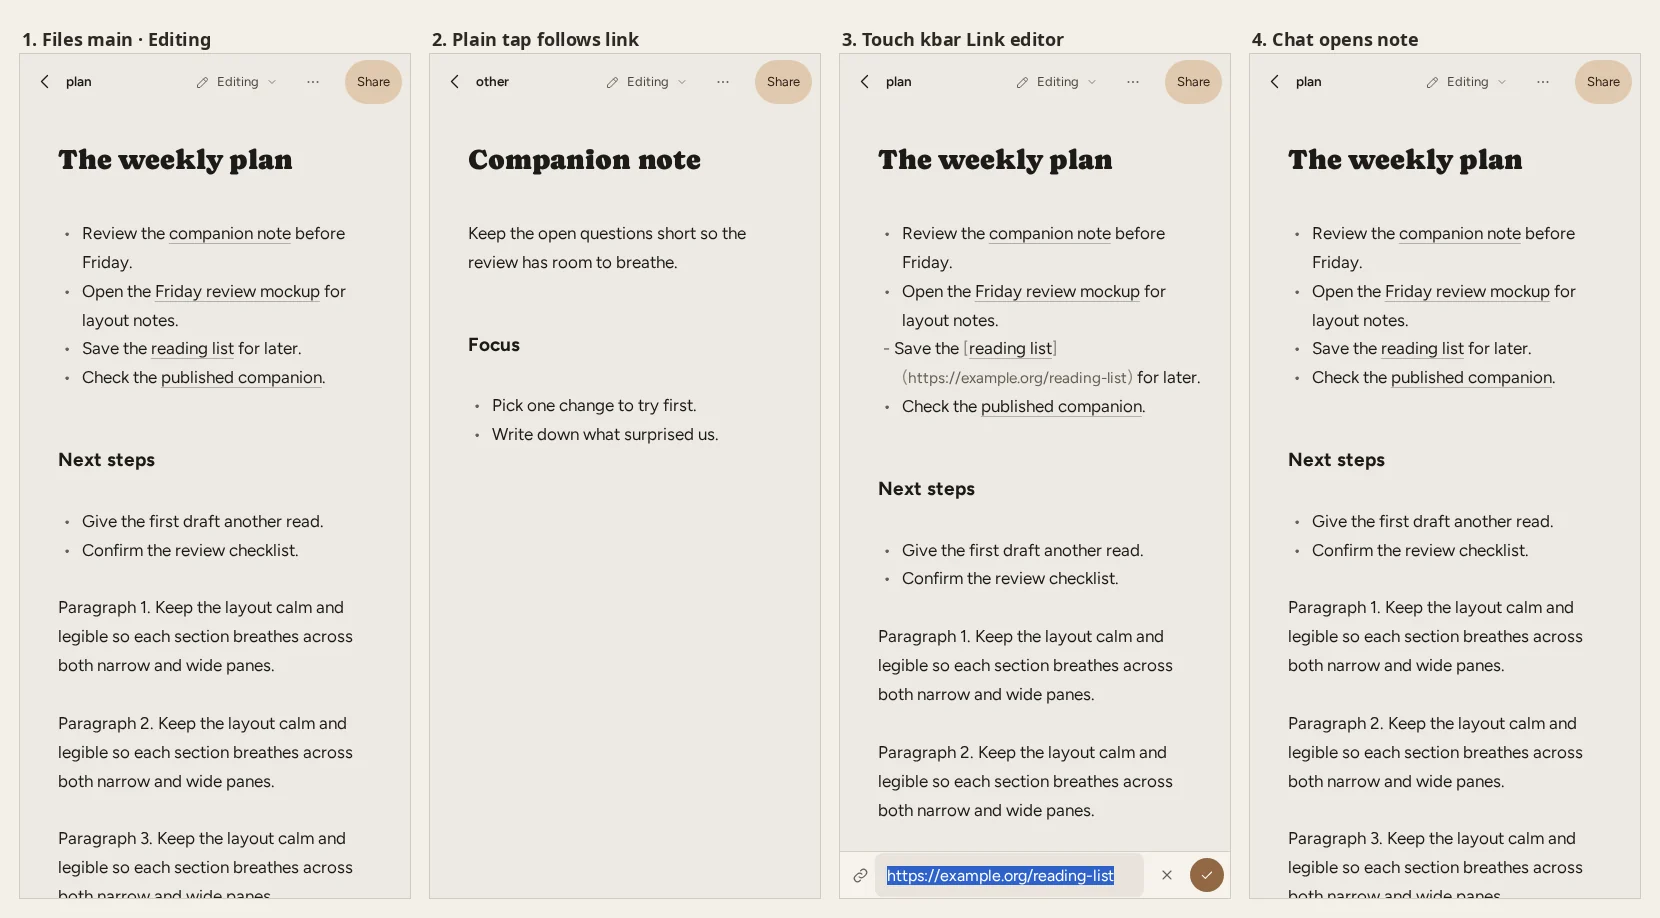 1. Files main · Editing
plan
Editing
Share
The weekly plan
• Review the companion note before
Friday.
• Open the Friday review mockup for
layout notes.
• Save the reading list for later.
• Check the published companion.
Next steps
• Give the first draft another read.
• Confirm the review checklist.
Paragraph 1. Keep the layout calm and
legible so each section breathes across
both narrow and wide panes.
Paragraph 2. Keep the layout calm and
legible so each section breathes across
both narrow and wide panes.
Paragraph 3. Keep the layout calm and
legible so each section breathes across
both narrow and wide panes.
2. Plain tap follows link
other
Editing
Share
Companion note
Keep the open questions short so the
review has room to breathe.
Focus
• Pick one change to try first.
• Write down what surprised us.
3. Touch kbar Link editor
plan
Editing
Share
The weekly plan
• Review the companion note before
Friday.
• Open the Friday review mockup for
layout notes.
- Save the [reading list]
(https://example.org/reading-list) for later.
• Check the published companion.
Next steps
• Give the first draft another read.
• Confirm the review checklist.
Paragraph 1. Keep the layout calm and
legible so each section breathes across
both narrow and wide panes.
Paragraph 2. Keep the layout calm and
legible so each section breathes across
both narrow and wide panes.
https://example.org/reading-list
4. Chat opens note
plan
Editing
Share
The weekly plan
• Review the companion note before
Friday.
• Open the Friday review mockup for
layout notes.
• Save the reading list for later.
• Check the published companion.
Next steps
• Give the first draft another read.
• Confirm the review checklist.
Paragraph 1. Keep the layout calm and
legible so each section breathes across
both narrow and wide panes.
Paragraph 2. Keep the layout calm and
legible so each section breathes across
both narrow and wide panes.
Paragraph 3. Keep the layout calm and
legible so each section breathes across
both narrow and wide panes.